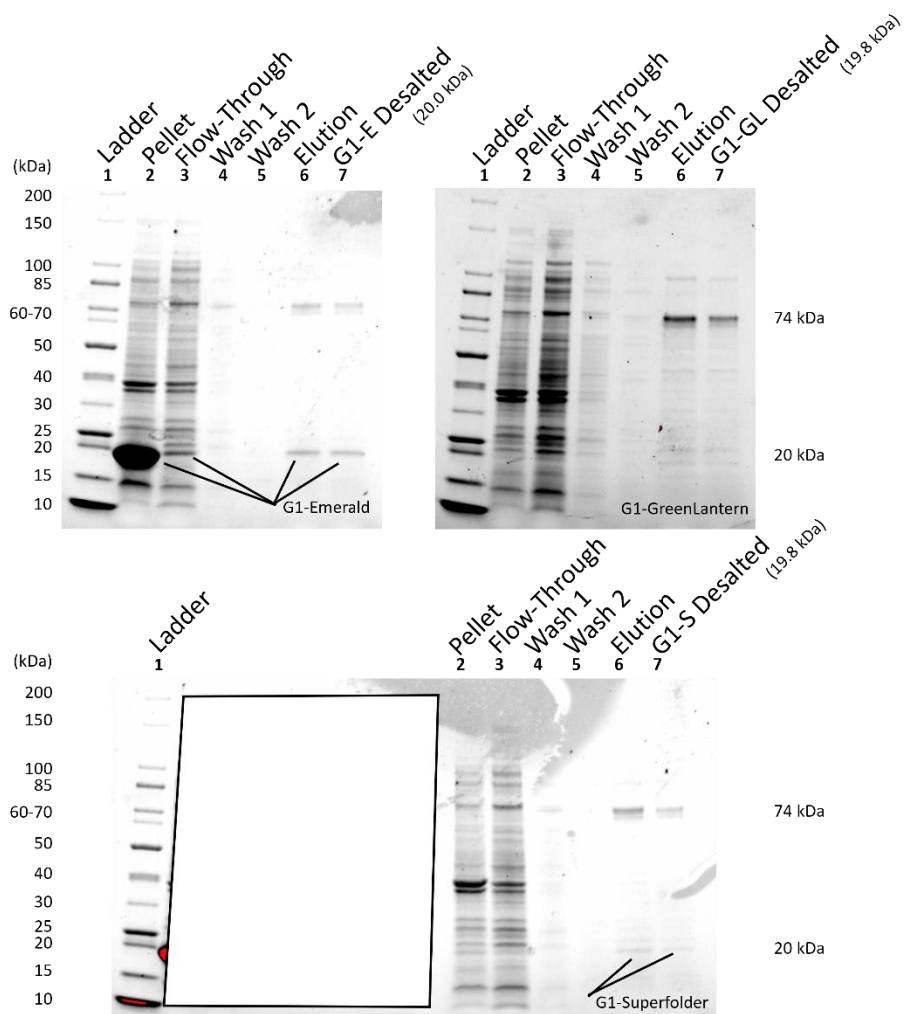 Ladder
Pellet
Flow-Through
Wash 1
Wash 2
Elution
G1-E Desalted
(20.0 kDa)
(kDa)
1 2 3 4 5 6 7
200
150
100
85
60-70
50
40
30
25
20
15
10
G1-Emerald
Ladder
Pellet
Flow-Through
Wash 1
Wash 2
Elution
G1-GL Desalted
(19.8 kDa)
1 2 3 4 5 6 7
74 kDa
20 kDa
G1-GreenLantern
Ladder
Pellet
Flow-Through
Wash 1
Wash 2
Elution
G1-S Desalted
(19.8 kDa)
(kDa)
1 2 3 4 5 6 7
200
150
100
85
60-70
50
40
30
25
20
15
10
74 kDa
20 kDa
G1-Superfolder